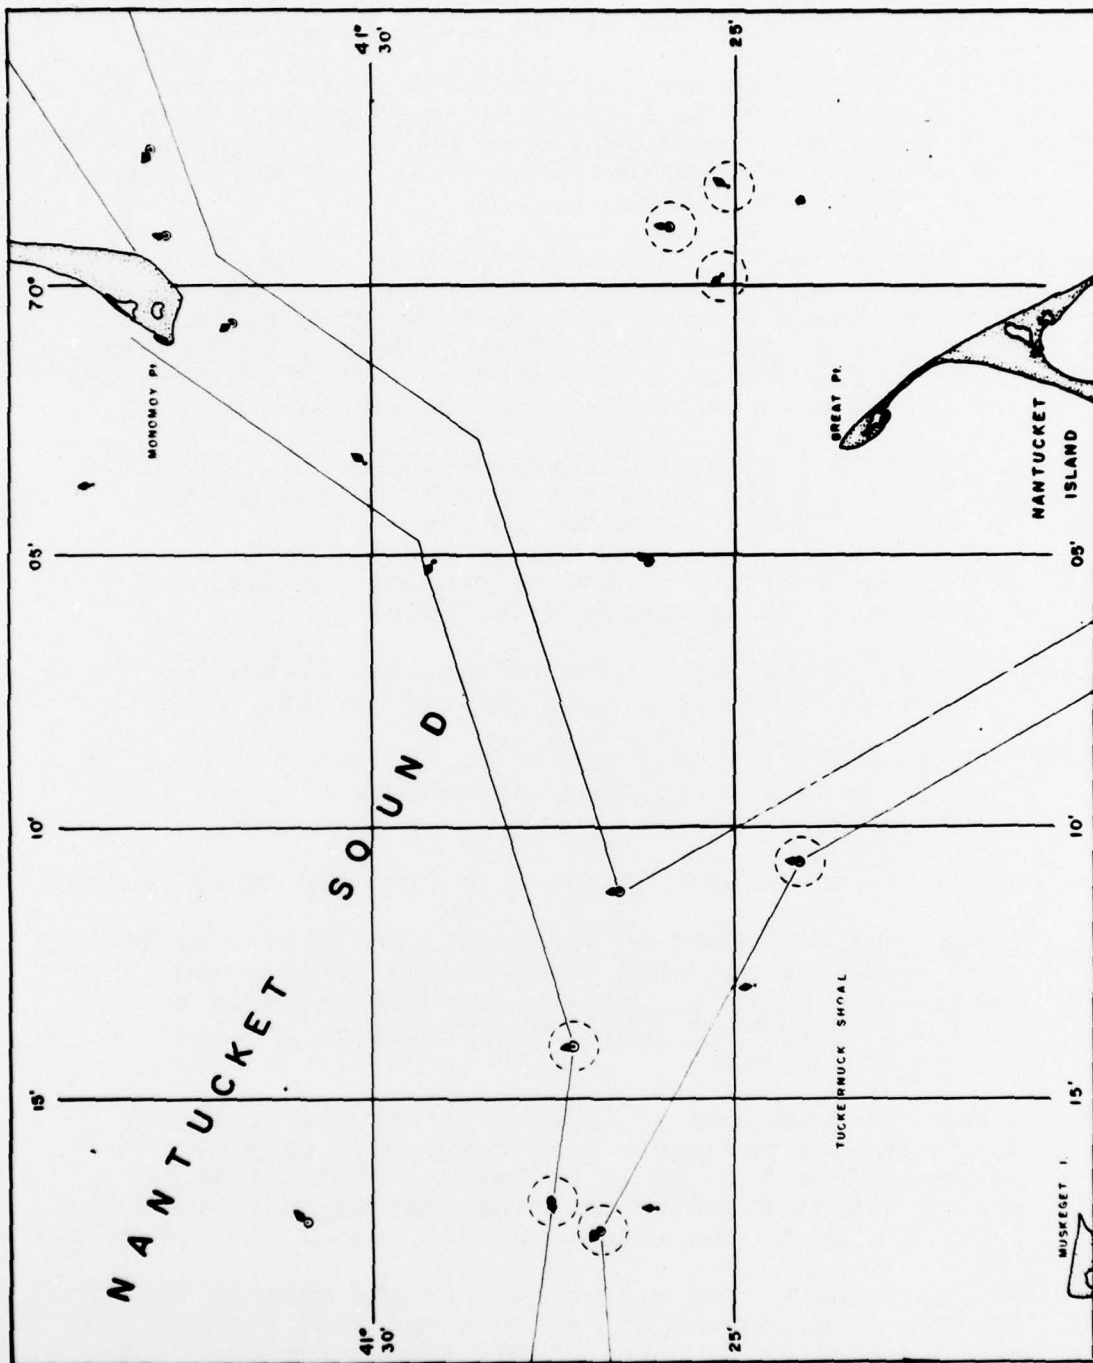 41°
30'
25'
70°
MONOMOY Pt
GREAT Pt.
NANTUCKET
ISLAND
05'
05'
NANTUCKET SOUND
10'
10'
TUCKERNUCK SHOAL
15'
15'
MUSKEGET I.
41°
30'
25'